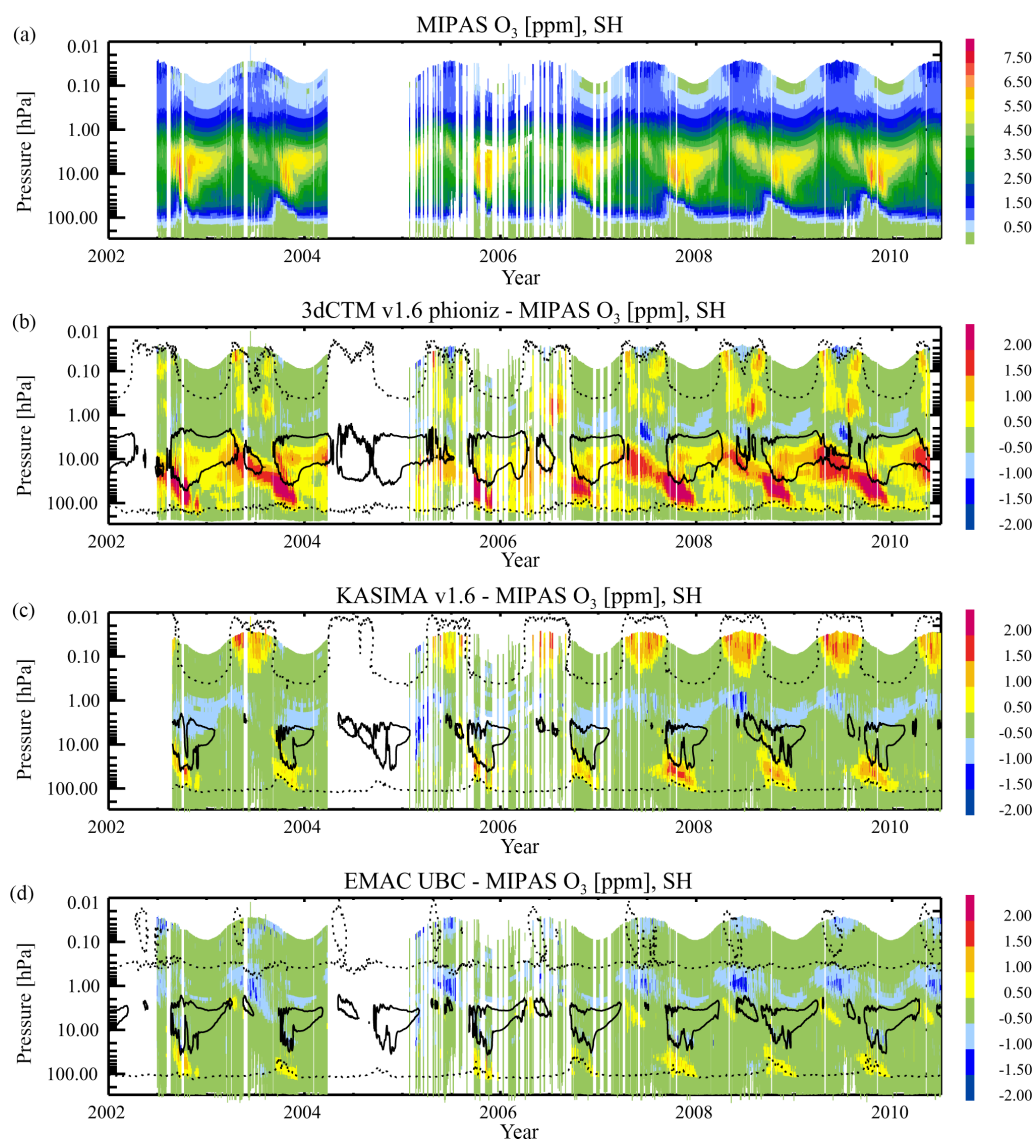 (a)
MIPAS O3 [ppm], SH
Pressure [hPa]
0.01
0.10
1.00
10.00
100.00
2002 2004 2006 2008 2010
Year
7.50
6.50
5.50
4.50
3.50
2.50
1.50
0.50
(b)
3dCTM v1.6 phioniz - MIPAS O3 [ppm], SH
Pressure [hPa]
0.01
0.10
1.00
10.00
100.00
2002 2004 2006 2008 2010
Year
2.00
1.50
1.00
0.50
-0.50
-1.00
-1.50
-2.00
(c)
KASIMA v1.6 - MIPAS O3 [ppm], SH
Pressure [hPa]
0.01
0.10
1.00
10.00
100.00
2002 2004 2006 2008 2010
Year
2.00
1.50
1.00
0.50
-0.50
-1.00
-1.50
-2.00
(d)
EMAC UBC - MIPAS O3 [ppm], SH
Pressure [hPa]
0.01
0.10
1.00
10.00
100.00
2002 2004 2006 2008 2010
Year
2.00
1.50
1.00
0.50
-0.50
-1.00
-1.50
-2.00